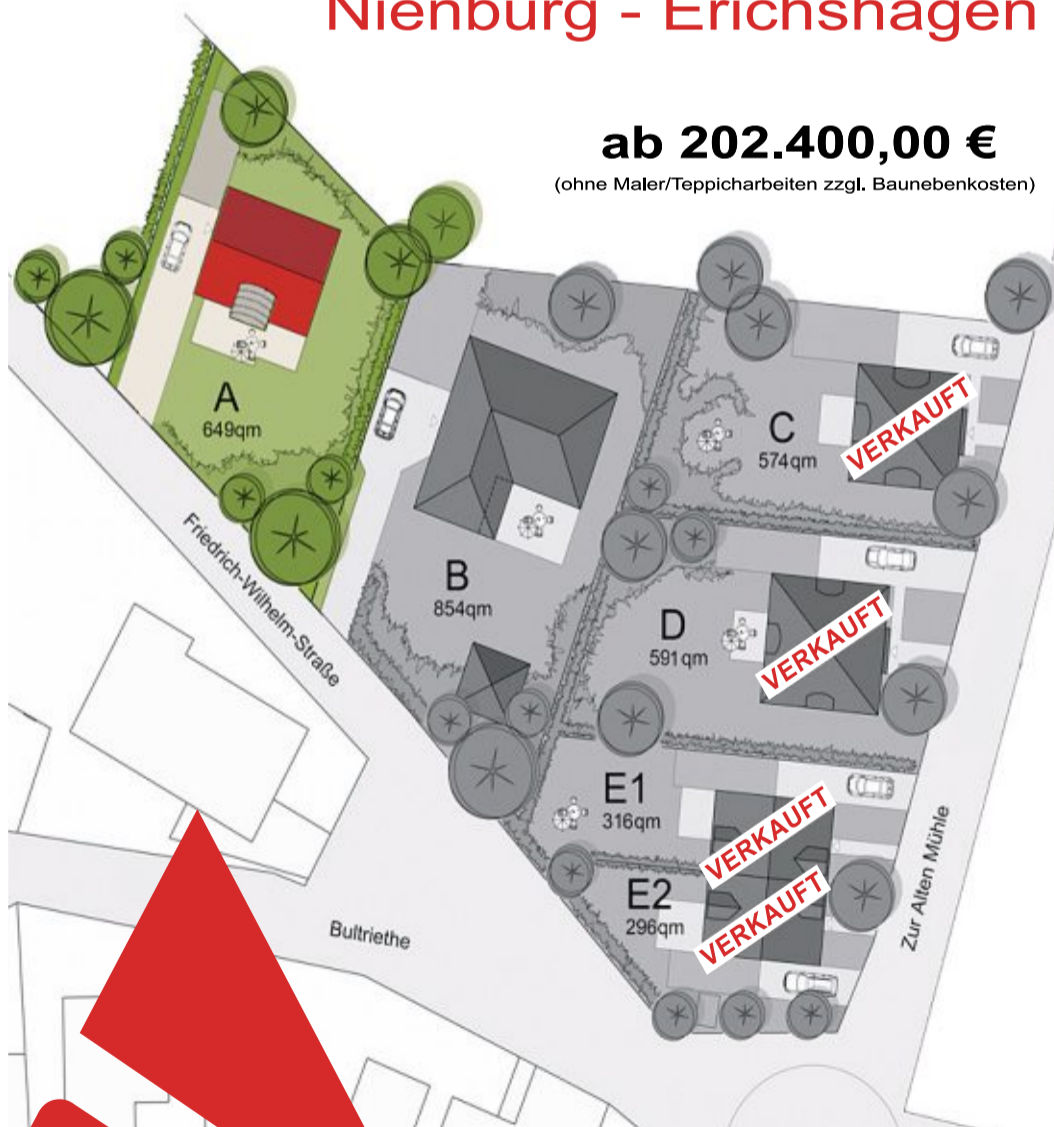 Nienburg - Erichshagen
ab 202.400,00 €
(ohne Maler/Teppicharbeiten zzgl. Baunebenkosten)
A
649qm
B
854qm
C
574qm
VERKAUFT
D
591qm
VERKAUFT
E1
316qm
VERKAUFT
E2
296qm
VERKAUFT
Friedrich-Wilhelm-Straße
Bultriethe
Zur Alten Mühle